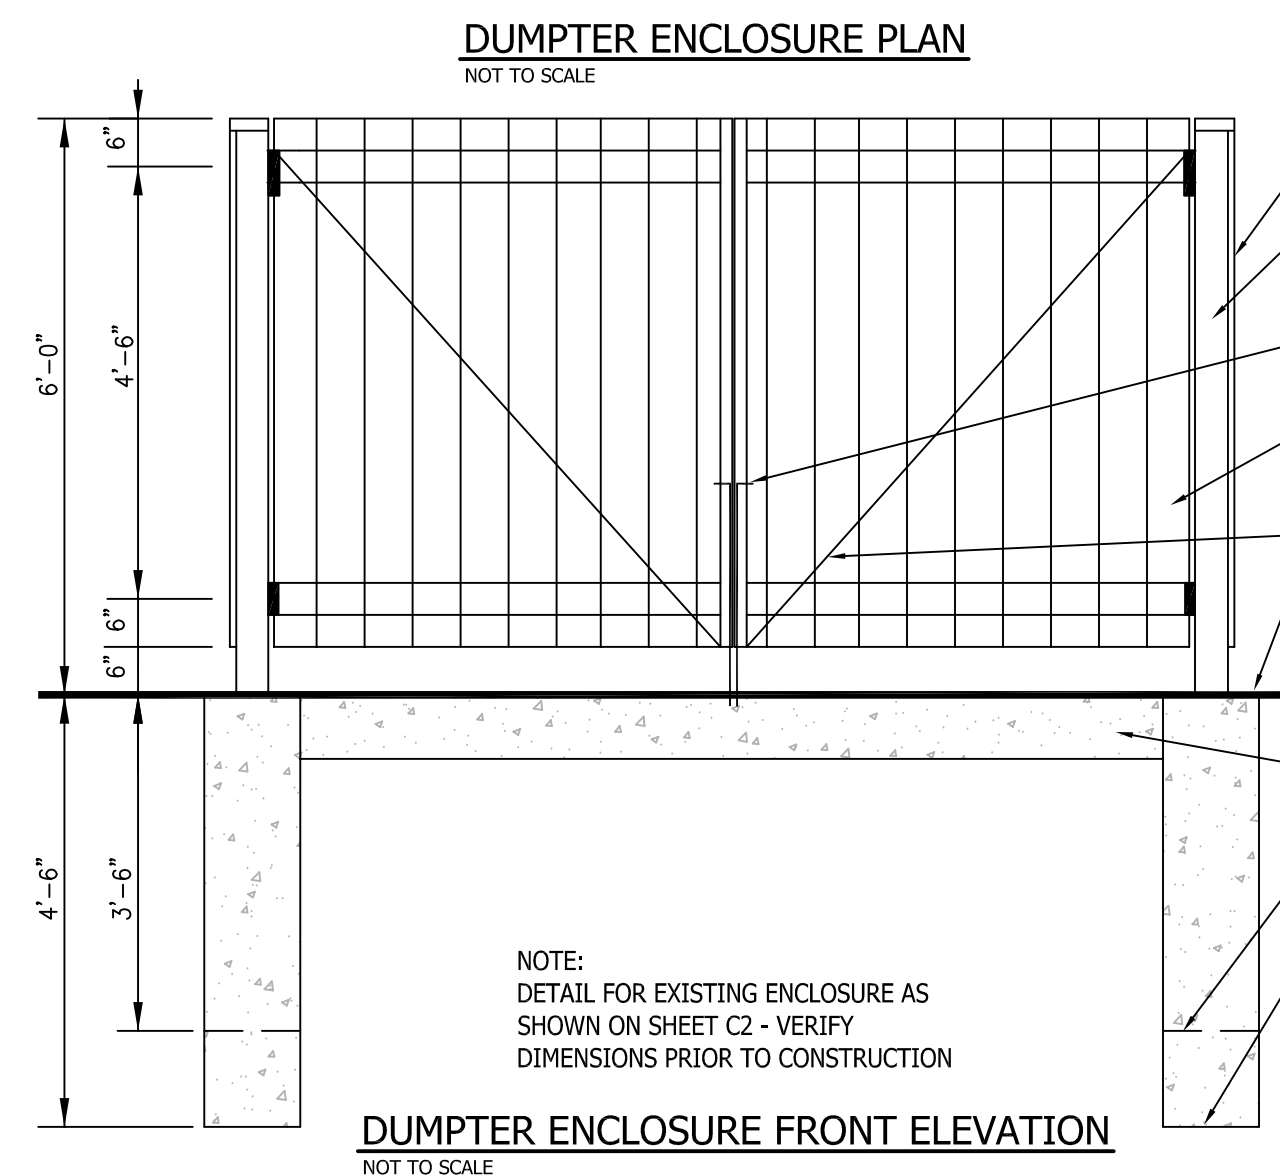 DUMPTER ENCLOSURE PLAN
NOT TO SCALE
6"
6'-0"
4'-6"
6"
6"
4'-6"
3'-6"
NOTE:
DETAIL FOR EXISTING ENCLOSURE AS
SHOWN ON SHEET C2 - VERIFY
DIMENSIONS PRIOR TO CONSTRUCTION
DUMPTER ENCLOSURE FRONT ELEVATION
NOT TO SCALE